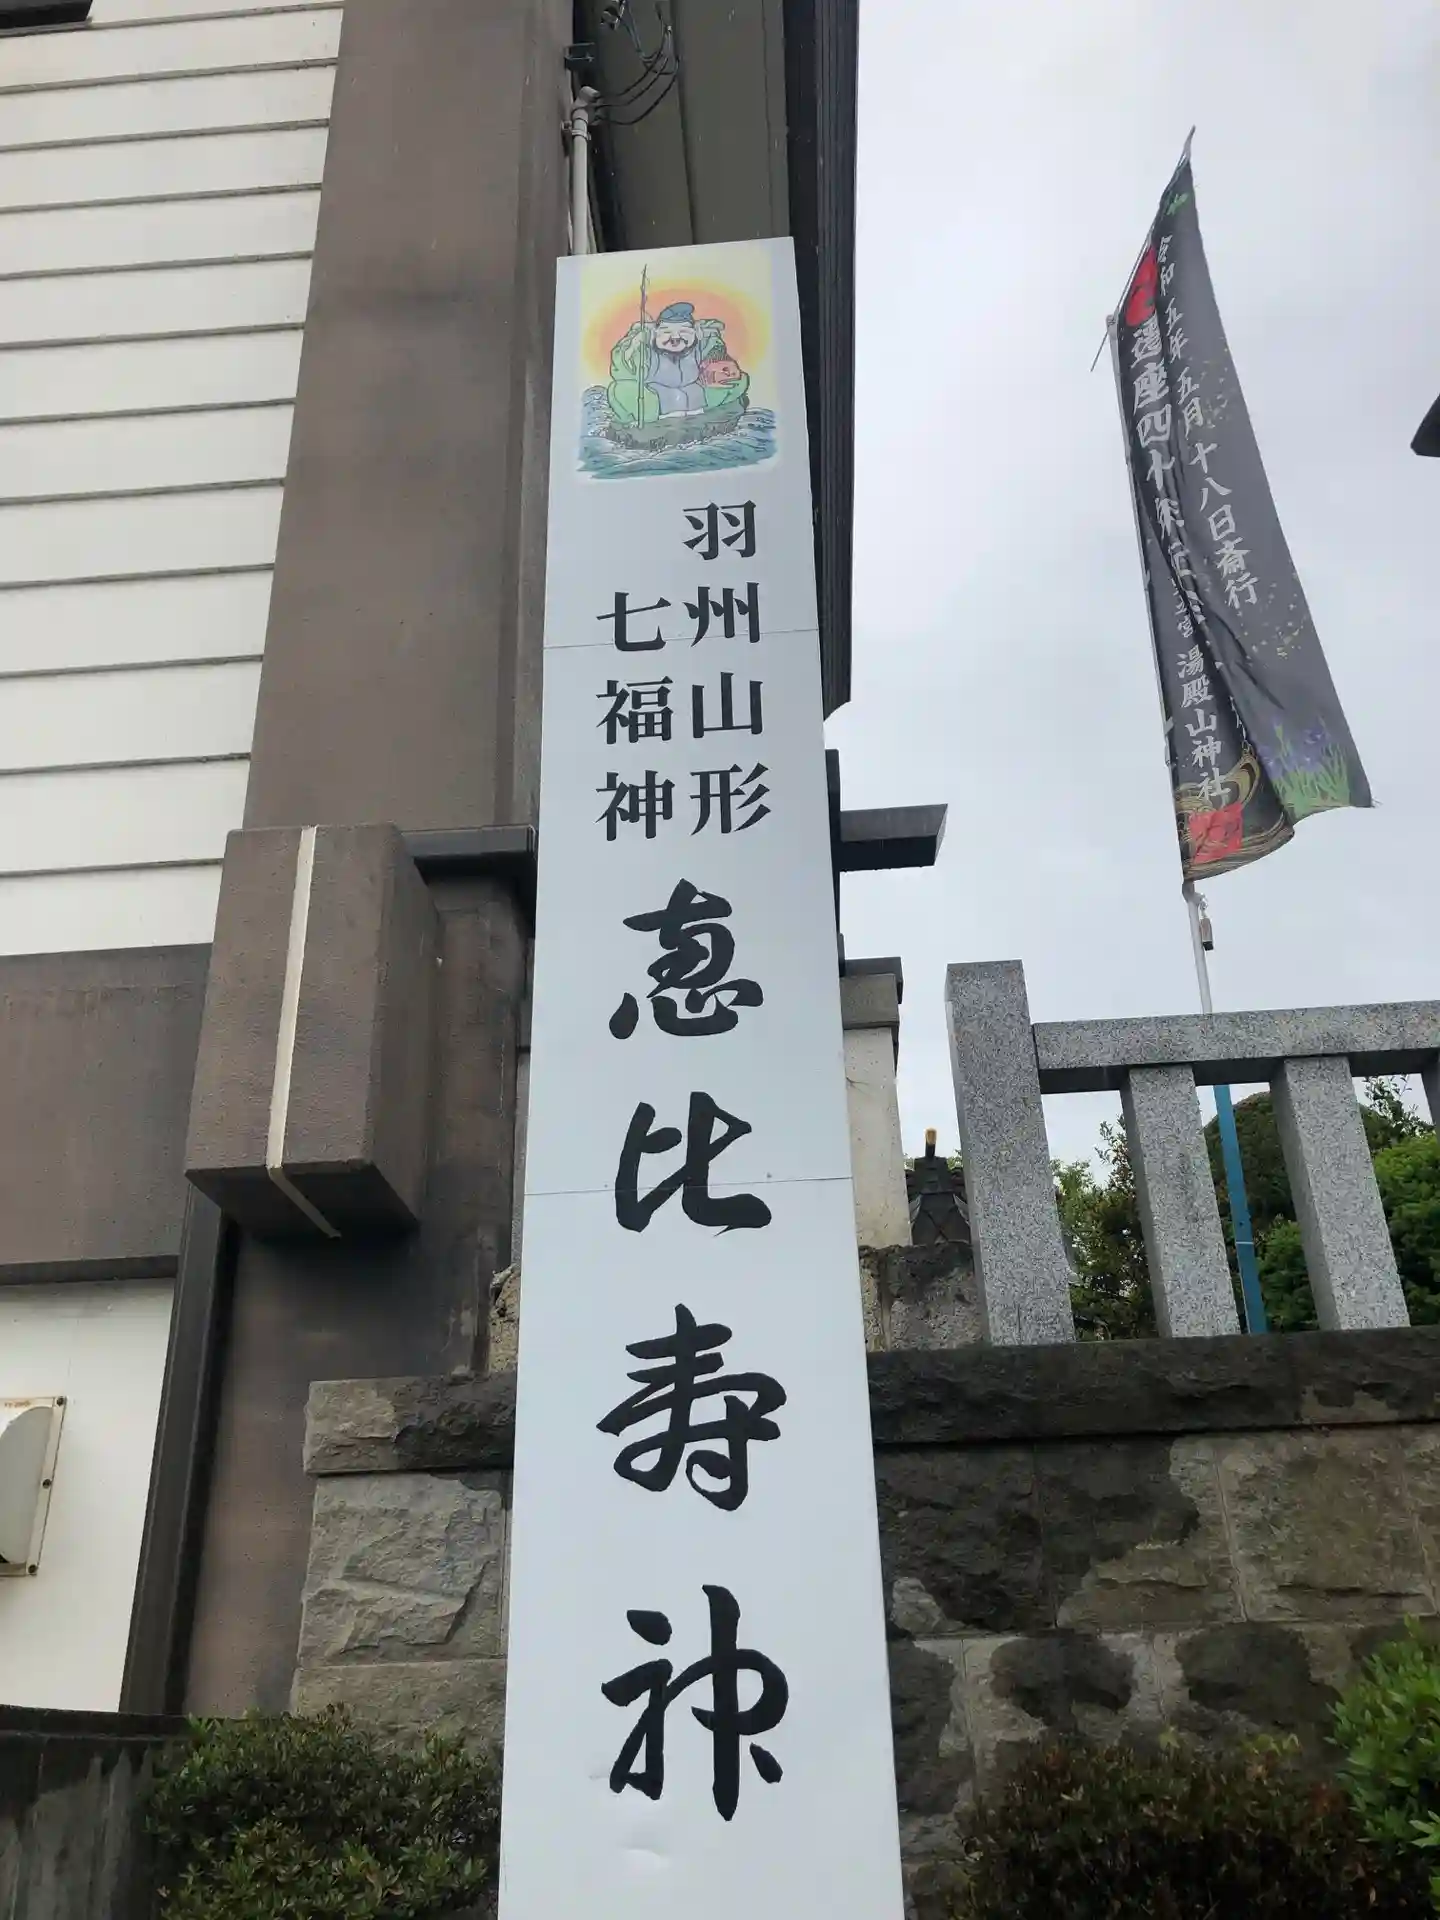 羽州山形
七福神
恵比寿神
令和五年五月十八日斎行
遷座四十年
湯殿山神社